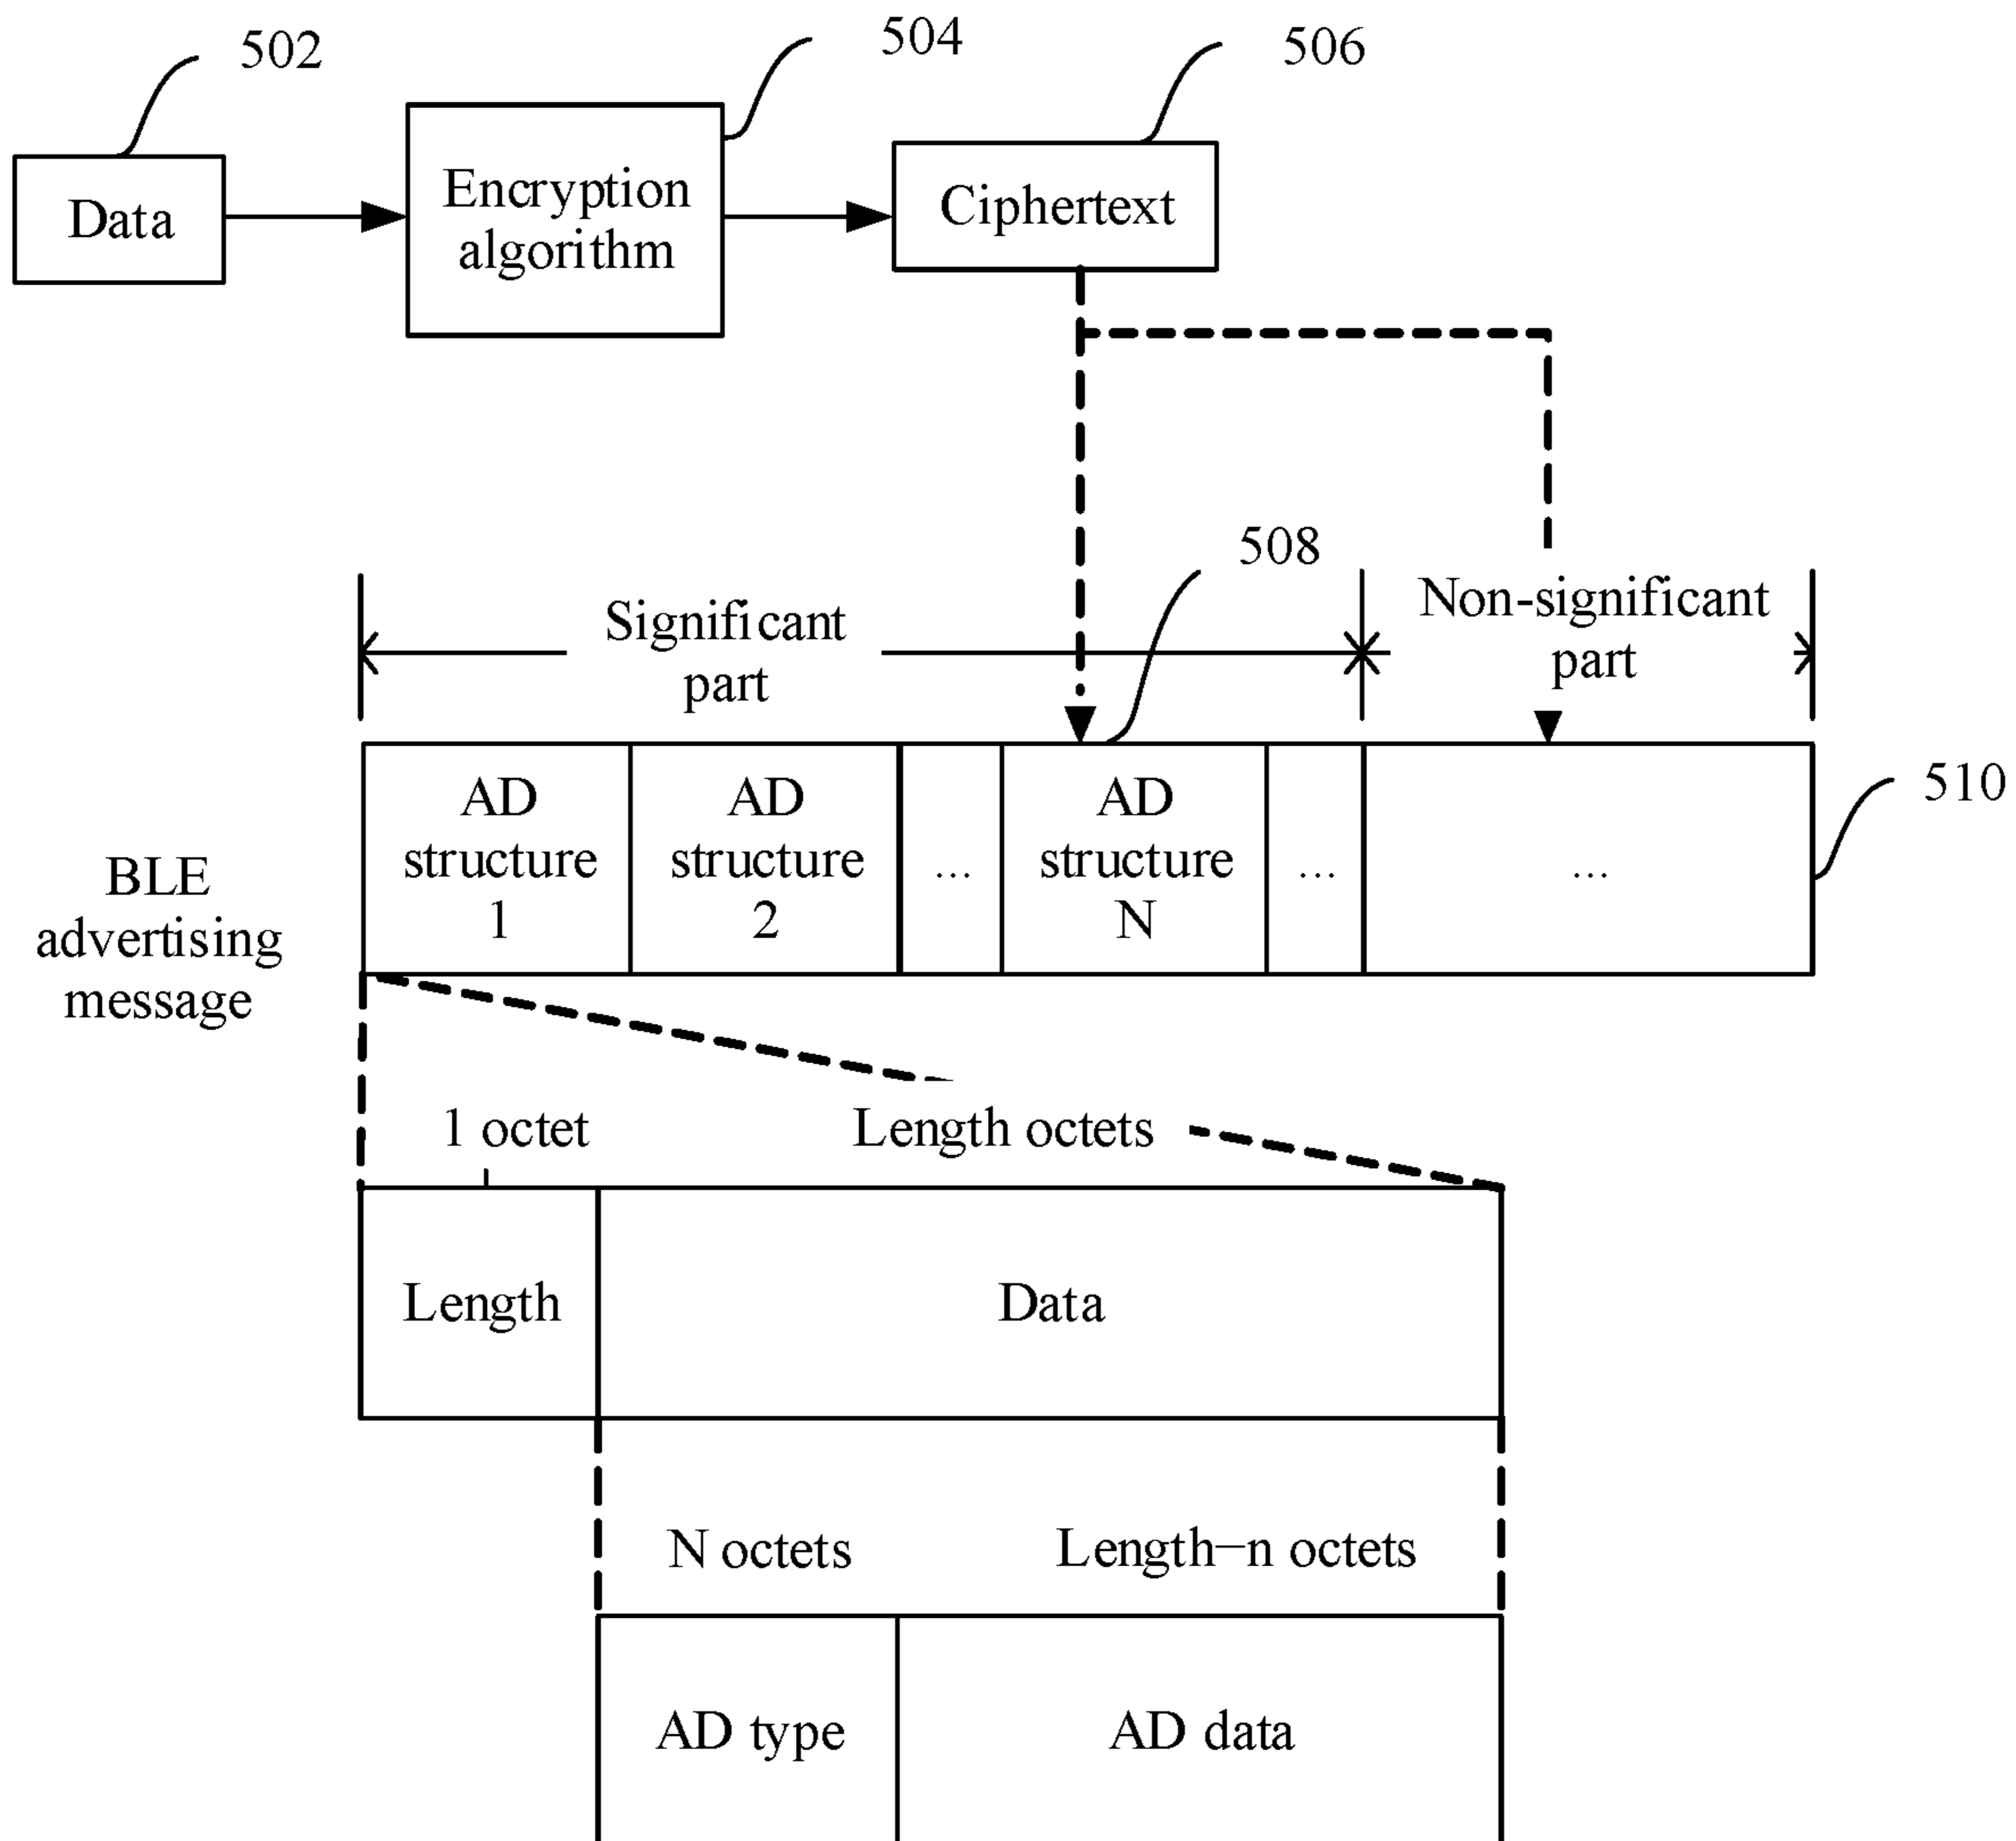 502
504
506
Data
Encryption
algorithm
Ciphertext
508
Significant
part
Non-significant
part
510
BLE
advertising
message
AD
structure
1
AD
structure
2
...
AD
structure
N
...
...
1 octet
Length octets
Length
Data
N octets
Length−n octets
AD type
AD data